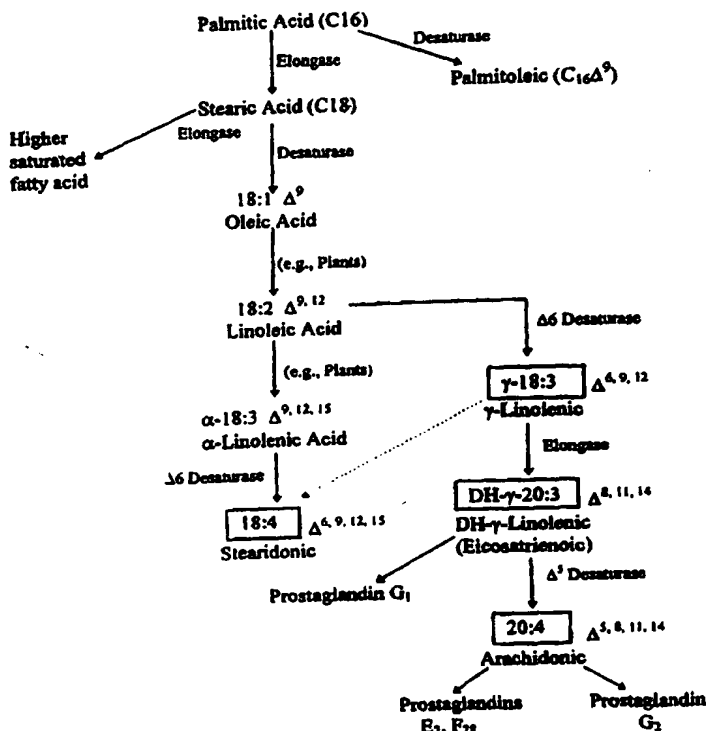 Palmitic Acid (C16)
Desaturase
Elongase
Palmitoleic (C16Δ9)
Stearic Acid (C18)
Elongase
Higher
saturated
fatty acid
Desaturase
18:1 Δ9
Oleic Acid
(e.g., Plants)
18:2 Δ9, 12
Linoleic Acid
Δ6 Desaturase
(e.g., Plants)
γ-18:3 Δ6, 9, 12
γ-Linolenic
α-18:3 Δ9, 12, 15
α-Linolenic Acid
Elongase
Δ6 Desaturase
DH-γ-20:3 Δ8, 11, 14
DH-γ-Linolenic
(Eicosatrienoic)
18:4 Δ6, 9, 12, 15
Stearidonic
Δ5 Desaturase
Prostaglandin G1
20:4 Δ5, 8, 11, 14
Arachidonic
Prostaglandins
Prostaglandin
G2